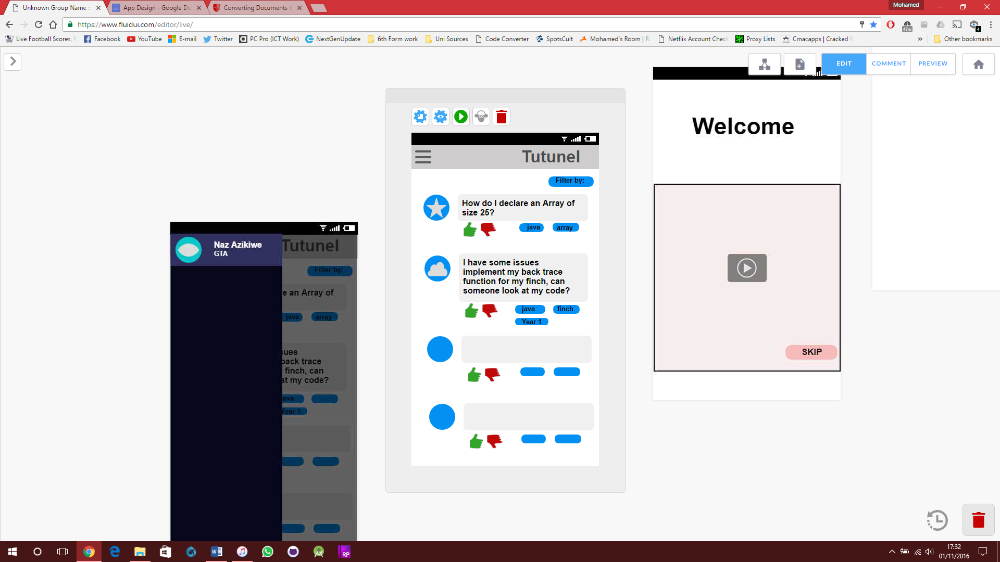 Unknown Group Name :
App Design - Google Do
Converting Documents t
Mohamed
https://www.fluidui.com/editor/live/
47m
4
Live Football Scores,
Facebook
YouTube
E-mail
Twitter
PC Pro (ICT Work)
NextGenUpdate
6th Form work
Uni Sources
Code Converter
SpotsCult
Mohamed's Room | R
Netflix Account Check
Proxy Lists
Cmacapps | Cracked
»
Other bookmarks
EDIT
COMMENT
PREVIEW
Welcome
SKIP
Tutunel
Filter by:
How do I declare an Array of
size 25?
java
array
I have some issues
implement my back trace
function for my finch, can
someone look at my code?
java
finch
Year 1
Naz Azikiwe
GTA
Tutunel
Filter by:
e an Array of
java
array
ues
back trace
finch, can
at my code?
java
Year 1
RP
17:32
01/11/2016